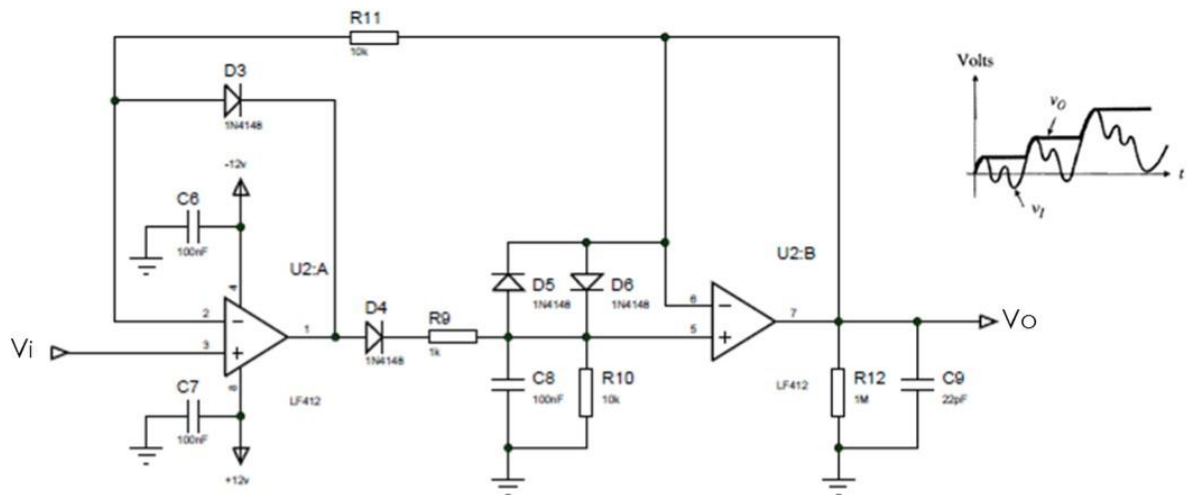 R11
10k
D3
1N4148
-12v
C6
100nF
U2:A
4
2
3
1
8
Vi
C7
100nF
+12v
LF412
D4
1N4148
R9
1k
D5
1N4148
D6
1N4148
C8
100nF
R10
10k
U2:B
6
5
7
LF412
R12
1M
C9
22pF
Vo
Volts
vO
vI
t